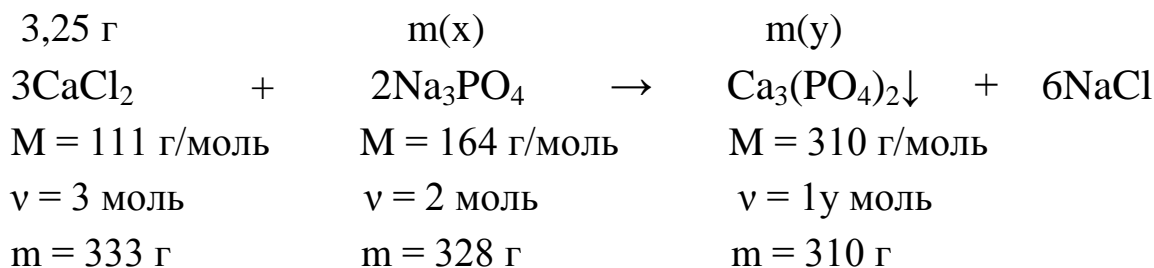 3,25 г m(x) m(y)
3CaCl₂ + 2Na₃PO₄ → Ca₃(PO₄)₂↓ + 6NaCl
M = 111 г/моль M = 164 г/моль M = 310 г/моль
ν = 3 моль ν = 2 моль ν = 1у моль
m = 333 г m = 328 г m = 310 г